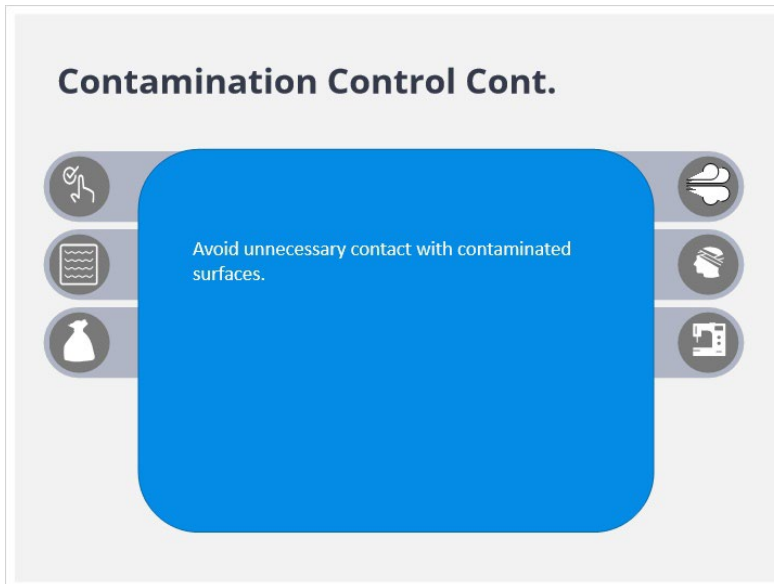 Contamination Control Cont.
Avoid unnecessary contact with contaminated
surfaces.